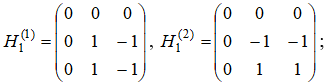 $H_1^{(1)} = \begin{pmatrix} 0 & 0 & 0 \\ 0 & 1 & -1 \\ 0 & 1 & -1 \end{pmatrix}, \; H_1^{(2)} = \begin{pmatrix} 0 & 0 & 0 \\ 0 & -1 & -1 \\ 0 & 1 & 1 \end{pmatrix};$